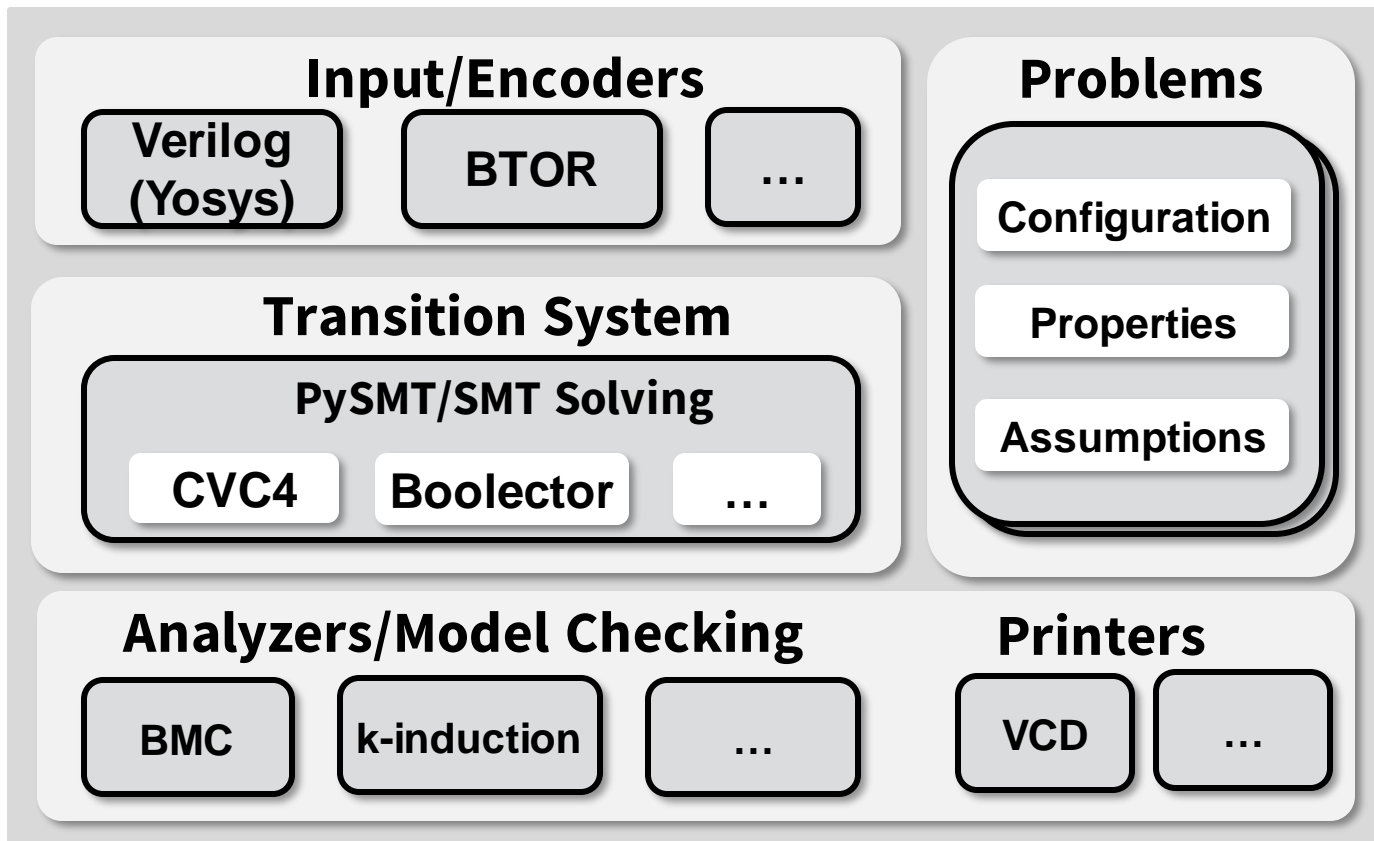 Input/Encoders
Verilog
(Yosys)
BTOR
...
Problems
Configuration
Properties
Assumptions
Transition System
PySMT/SMT Solving
CVC4
Boolector
...
Analyzers/Model Checking
BMC
k-induction
...
Printers
VCD
...